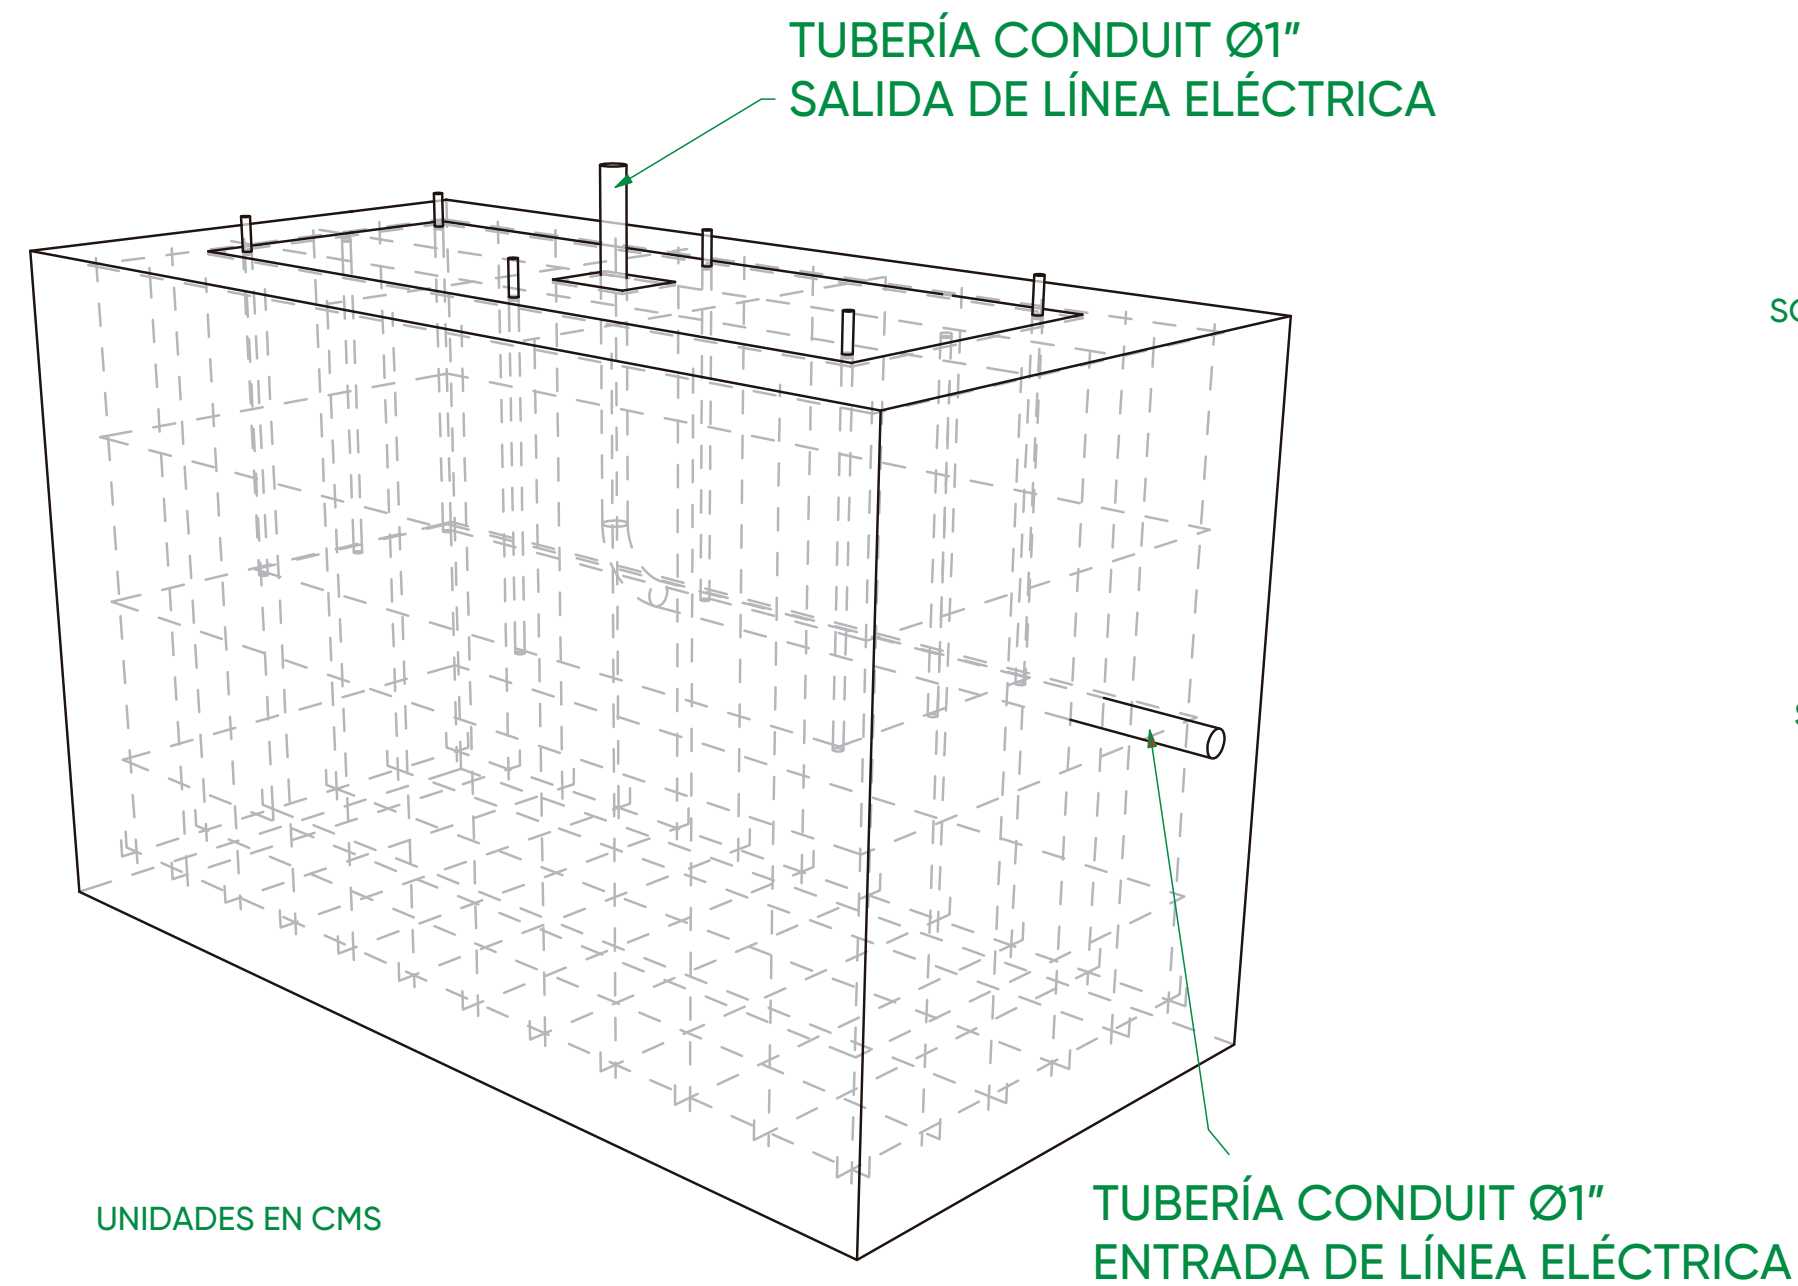 TUBERÍA CONDUIT Ø1"
SALIDA DE LÍNEA ELÉCTRICA
UNIDADES EN CMS
TUBERÍA CONDUIT Ø1"
ENTRADA DE LÍNEA ELÉCTRICA